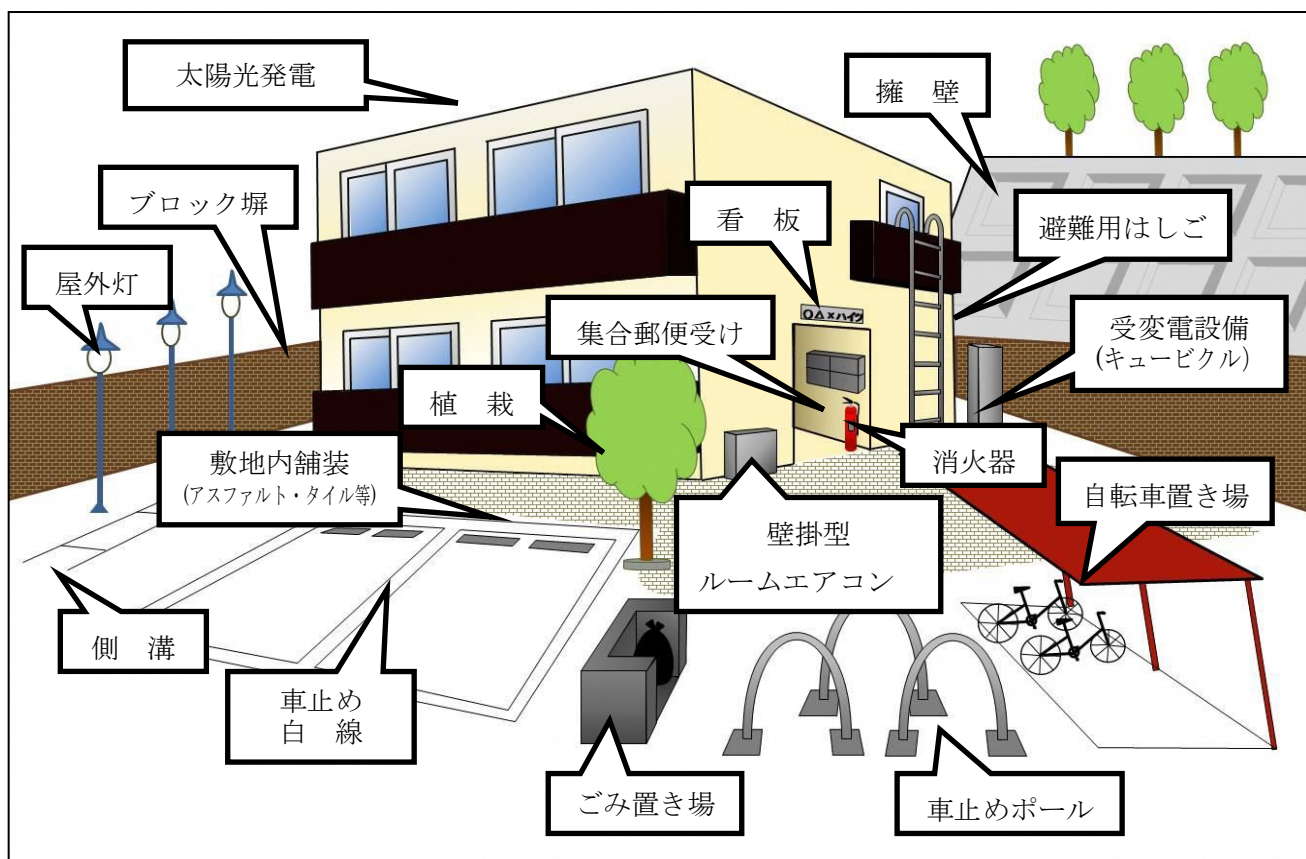 太陽光発電
擁　壁
ブロック塀
看　板
避難用はしご
屋外灯
〇△×ハイツ
集合郵便受け
受変電設備
(キュービクル)
植　栽
敷地内舗装
(アスファルト・タイル等)
消火器
自転車置き場
壁掛型
ルームエアコン
側　溝
車止め
白　線
ごみ置き場
車止めポール